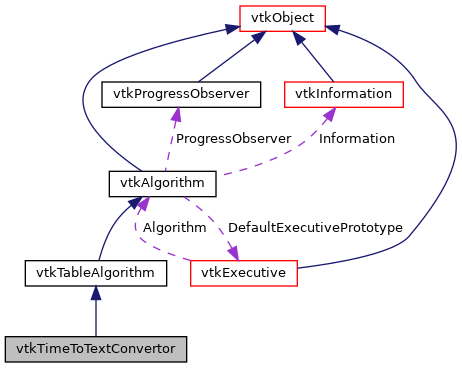 vtkObject
vtkProgressObserver
vtkInformation
ProgressObserver
Information
vtkAlgorithm
Algorithm
DefaultExecutivePrototype
vtkTableAlgorithm
vtkExecutive
vtkTimeToTextConvertor